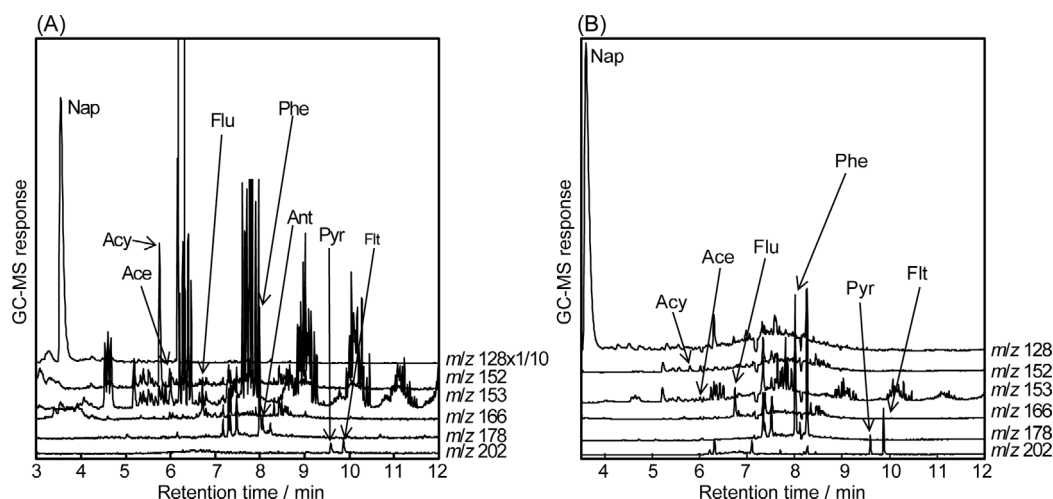 (A)
Nap
Flu
Phe
Acy
Ace
Ant
Pyr
Flt
GC-MS response
m/z 128x1/10
m/z 152
m/z 153
m/z 166
m/z 178
m/z 202
3 4 5 6 7 8 9 10 11 12
Retention time / min
(B)
Nap
Phe
Ace
Flu
Acy
Pyr
Flt
GC-MS response
m/z 128
m/z 152
m/z 153
m/z 166
m/z 178
m/z 202
4 5 6 7 8 9 10 11 12
Retention time / min